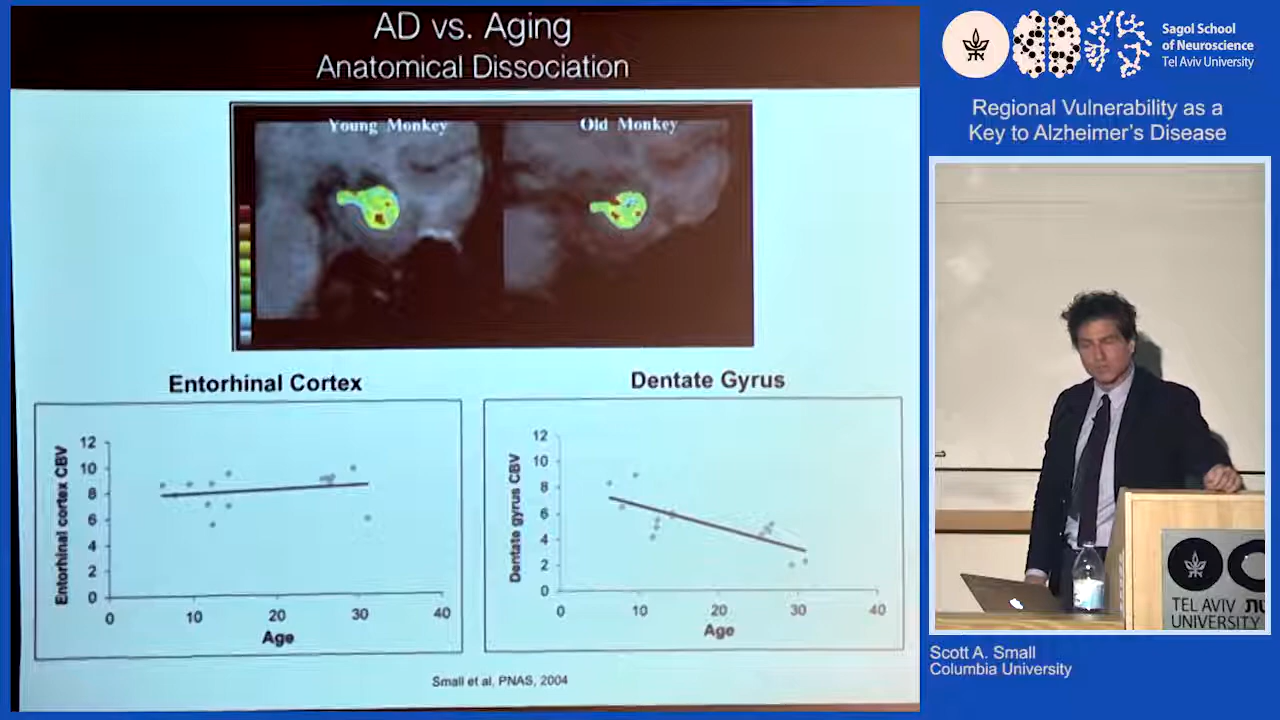 AD vs. Aging
Anatomical Dissociation
Young Monkey
Old Monkey
Entorhinal Cortex
Entorhinal cortex CBV
12
10
8
6
4
2
0
0 10 20 30 40
Age
Dentate Gyrus
Dentate gyrus CBV
12
10
8
6
4
2
0
0 10 20 30 40
Age
Small et al, PNAS, 2004
Sagol School
of Neuroscience
Tel Aviv University
Regional Vulnerability as a
Key to Alzheimer's Disease
TEL AVIV
UNIVERSITY
Scott A. Small
Columbia University